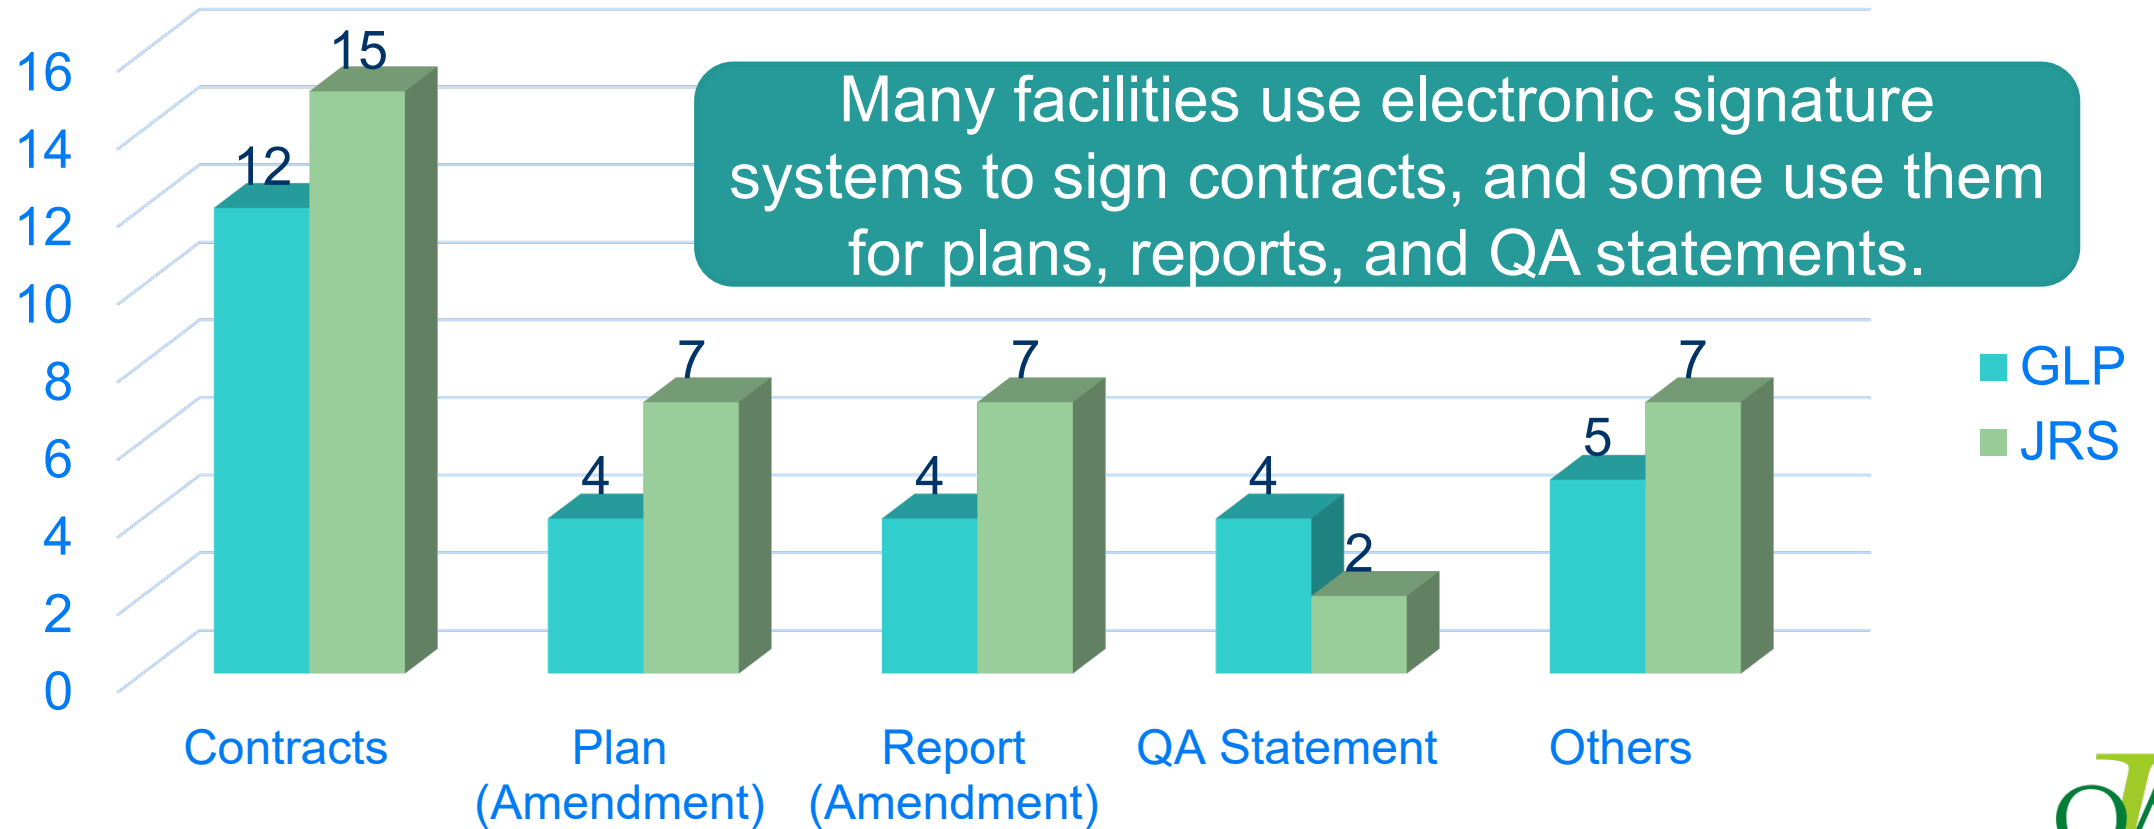 16
14
12
10
8
6
4
2
0
15
12
7
4
7
4
4
2
7
5
Many facilities use electronic signature
systems to sign contracts, and some use them
for plans, reports, and QA statements.
GLP
JRS
Contracts
Plan
(Amendment)
Report
(Amendment)
QA Statement
Others